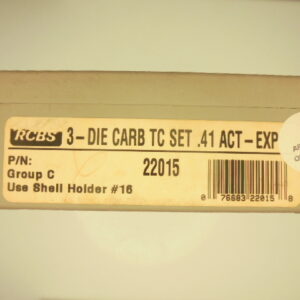 RCBS 3-DIE CARB TC SET .41 ACT-EXP
P/N: 22015
Group C
Use Shell Holder #16
0 76683 22015 8